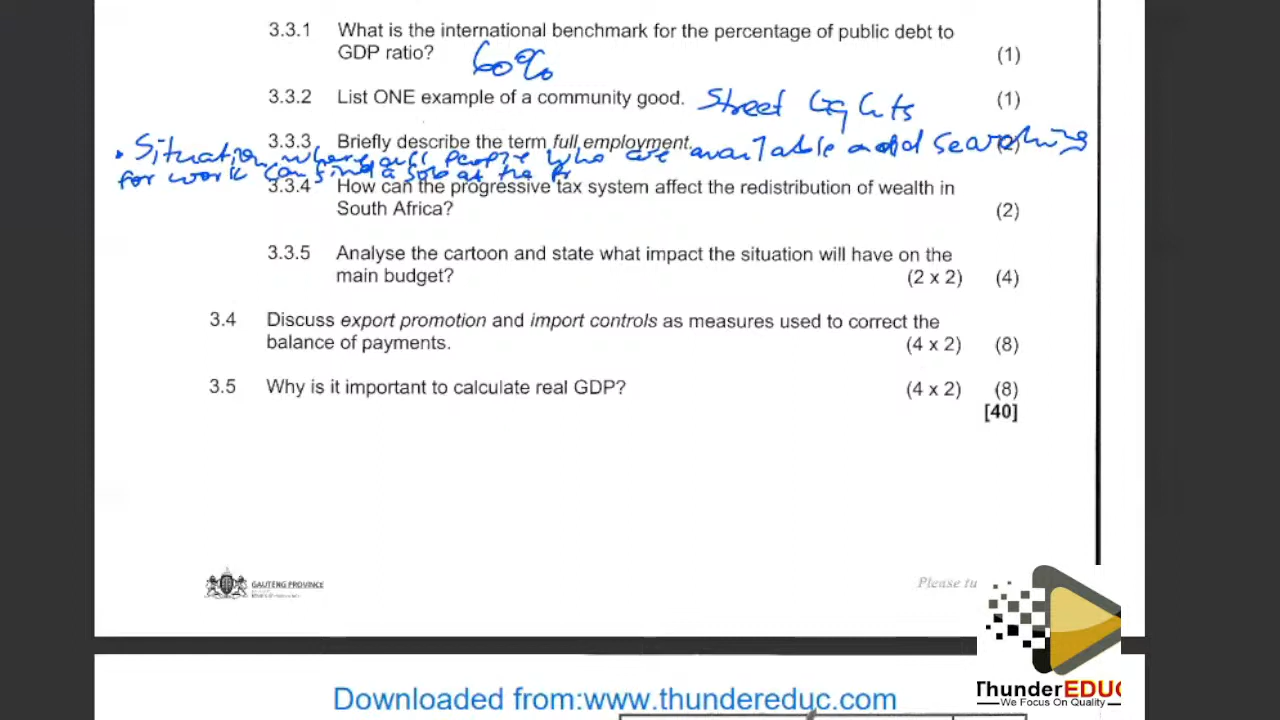 3.3.1 What is the international benchmark for the percentage of public debt to
GDP ratio? 60% (1)
3.3.2 List ONE example of a community good. Street Lights (1)
3.3.3 Briefly describe the term full employment.
• Situation where all people who are available and searching
for work can find a job at the
3.3.4 How can the progressive tax system affect the redistribution of wealth in
South Africa? (2)
3.3.5 Analyse the cartoon and state what impact the situation will have on the
main budget? (2 x 2) (4)
3.4 Discuss export promotion and import controls as measures used to correct the
balance of payments. (4 x 2) (8)
3.5 Why is it important to calculate real GDP? (4 x 2) (8)
[40]
GAUTENG PROVINCE
Please tu
ThunderEDUC
We Focus On Quality
Downloaded from:www.thundereduc.com